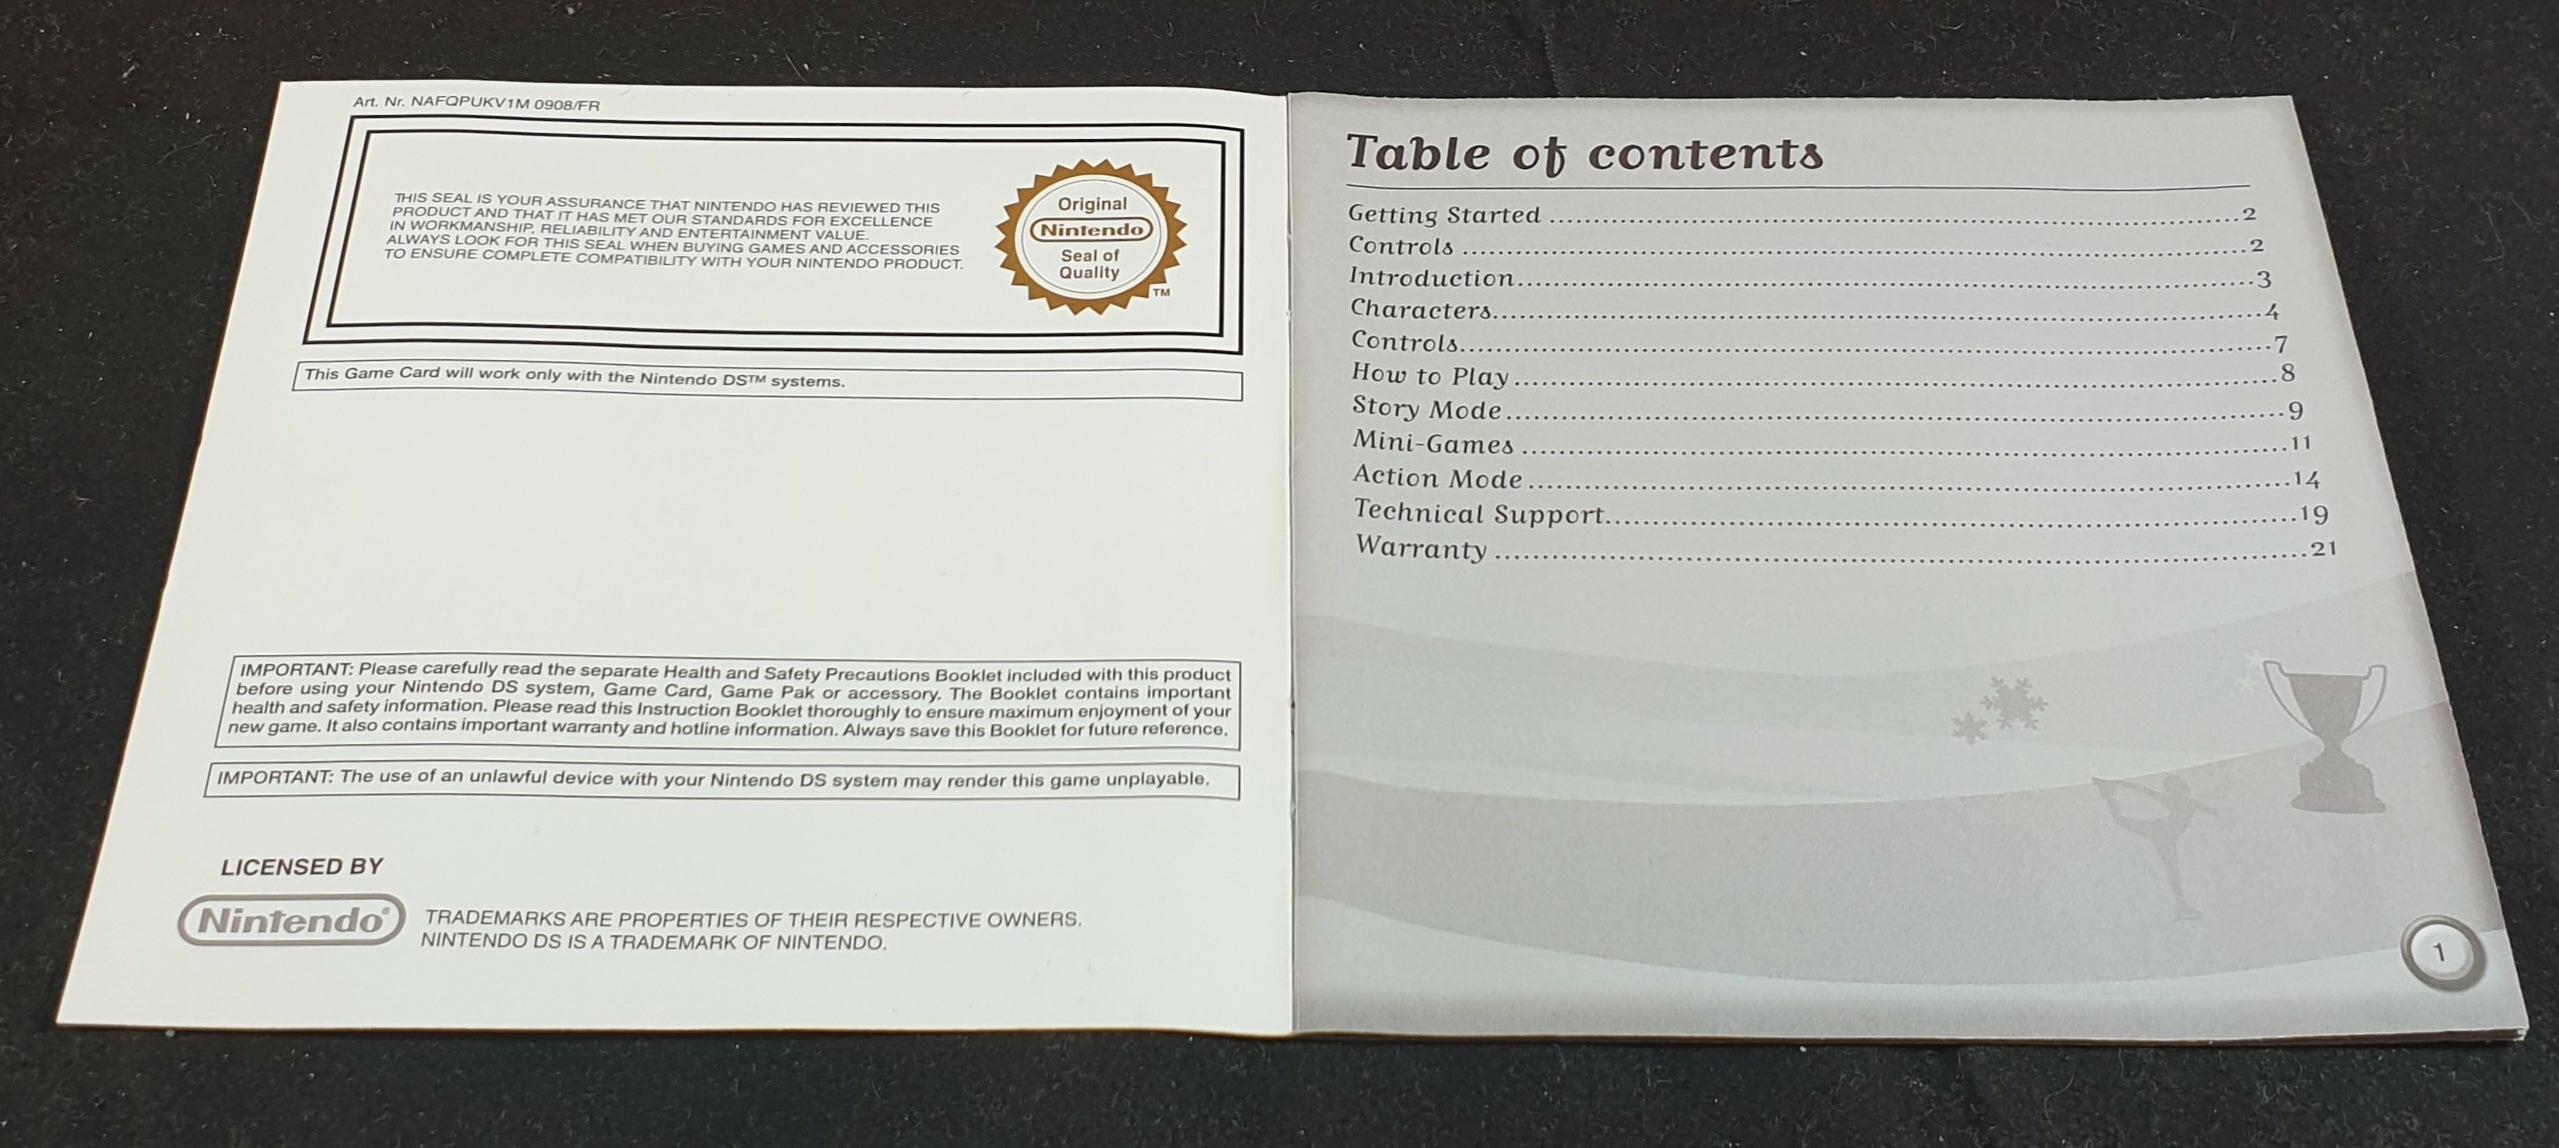 Art. Nr. NAFQPUKV1M 0908/FR
THIS SEAL IS YOUR ASSURANCE THAT NINTENDO HAS REVIEWED THIS
PRODUCT AND THAT IT HAS MET OUR STANDARDS FOR EXCELLENCE
IN WORKMANSHIP, RELIABILITY AND ENTERTAINMENT VALUE.
ALWAYS LOOK FOR THIS SEAL WHEN BUYING GAMES AND ACCESSORIES
TO ENSURE COMPLETE COMPATIBILITY WITH YOUR NINTENDO PRODUCT.
Original
Nintendo
Seal of
Quality
TM
This Game Card will work only with the Nintendo DS™ systems.
IMPORTANT: Please carefully read the separate Health and Safety Precautions Booklet included with this product
before using your Nintendo DS system, Game Card, Game Pak or accessory. The Booklet contains important
health and safety information. Please read this Instruction Booklet thoroughly to ensure maximum enjoyment of your
new game. It also contains important warranty and hotline information. Always save this Booklet for future reference.
IMPORTANT: The use of an unlawful device with your Nintendo DS system may render this game unplayable.
LICENSED BY
Nintendo®
TRADEMARKS ARE PROPERTIES OF THEIR RESPECTIVE OWNERS.
NINTENDO DS IS A TRADEMARK OF NINTENDO.
Table of contents
Getting Started ........ 2
Controls ........ 2
Introduction ........ 3
Characters ........ 4
Controls ........ 7
How to Play ........ 8
Story Mode ........ 9
Mini-Games ........ 11
Action Mode ........ 14
Technical Support ........ 19
Warranty ........ 21
1